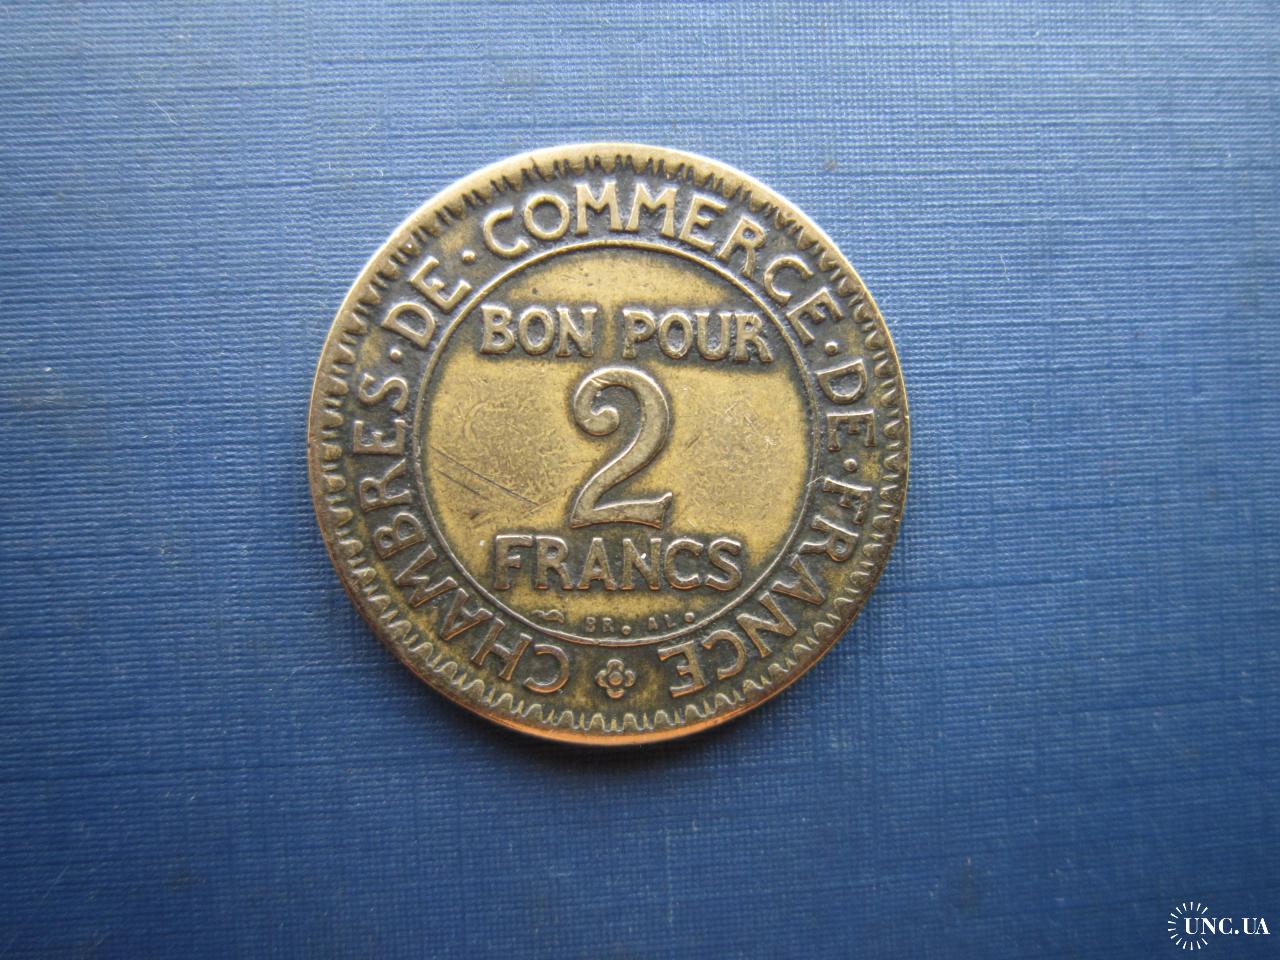 CHAMBRES · DE · COMMERCE · DE · FRANCE
BON POUR
2
FRANCS
BR. AL.
UNC.UA